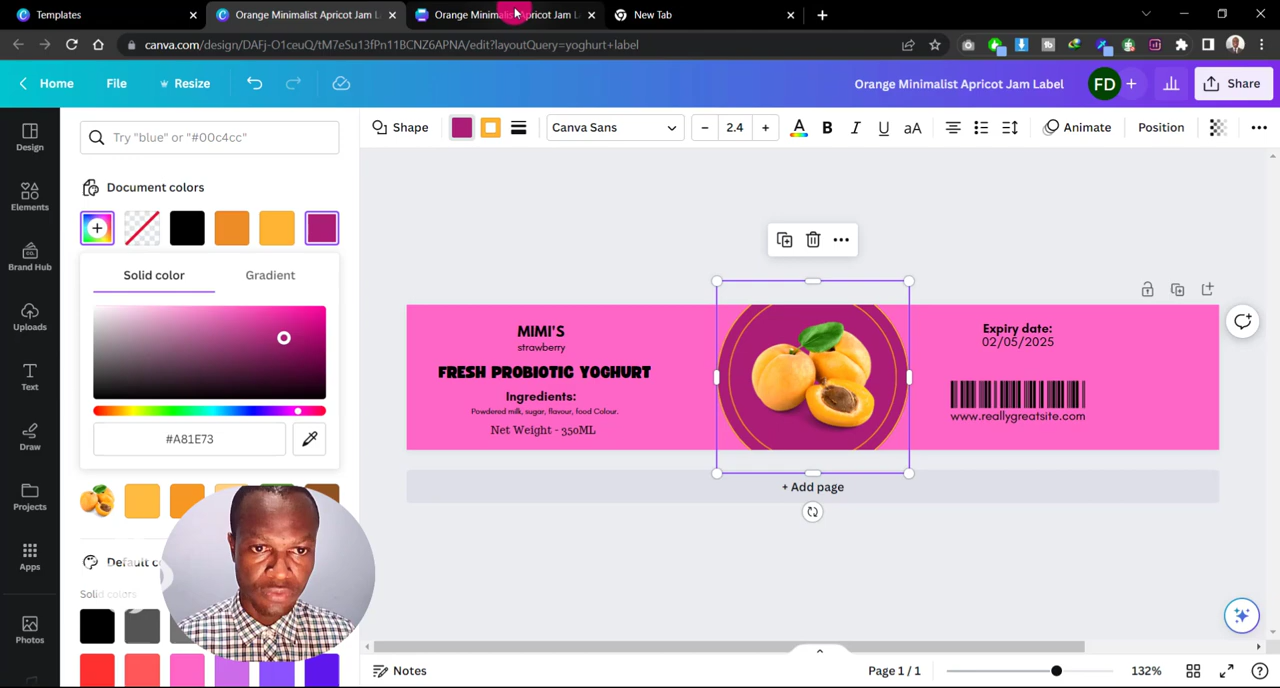 Templates
Orange Minimalist Apricot Jam L
Orange Minimalist Apricot Jam L
New Tab
canva.com/design/DAFj-O1ceuQ/tM7eSu13fPn11BCNZ6APNA/edit?layoutQuery=yoghurt+label
Home
File
Resize
Orange Minimalist Apricot Jam Label
FD
Share
Shape
Canva Sans
2.4
aA
Animate
Position
Design
Elements
Brand Hub
Uploads
Text
Draw
Projects
Apps
Photos
Try "blue" or "#00c4cc"
Document colors
Solid color
Gradient
#A81E73
Default c
Solid colors
MIMI'S
strawberry
FRESH PROBIOTIC YOGHURT
Ingredients:
Powdered milk, sugar, flavour, food Colour.
Net Weight - 350ML
Expiry date:
02/05/2025
www.reallygreatsite.com
+ Add page
Notes
Page 1 / 1
132%